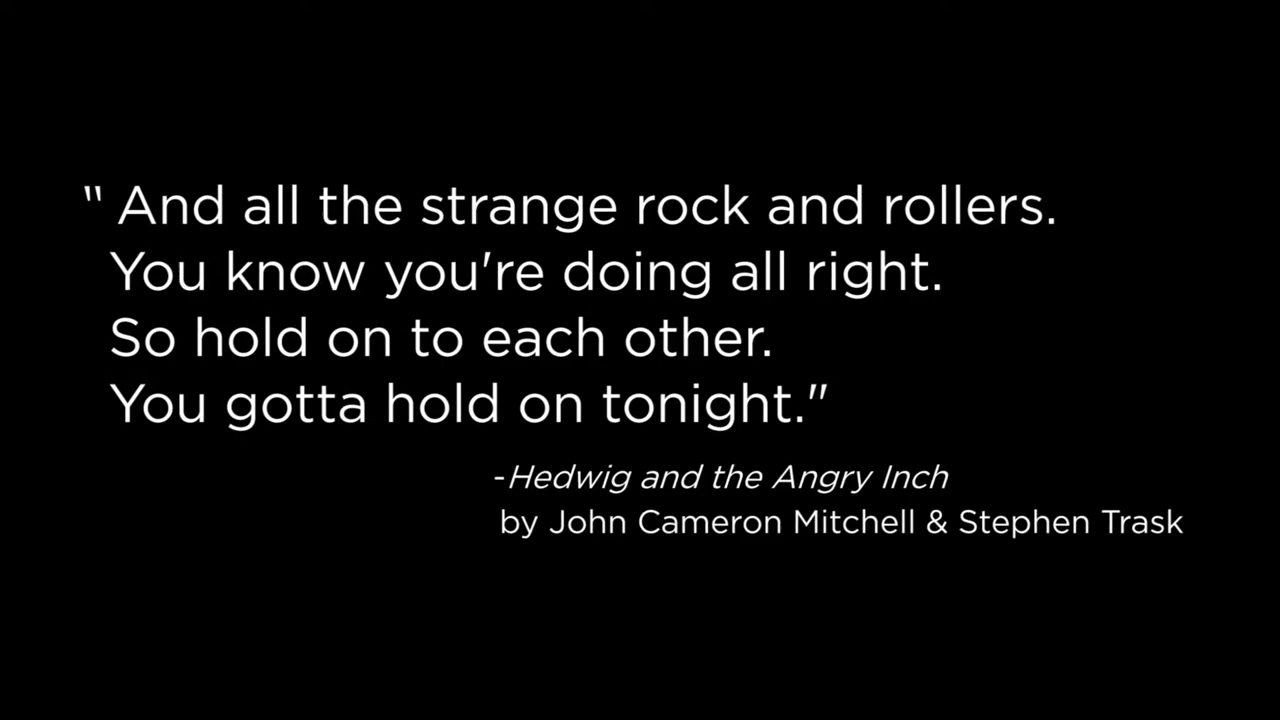 " And all the strange rock and rollers.
You know you're doing all right.
So hold on to each other.
You gotta hold on tonight."
-Hedwig and the Angry Inch
by John Cameron Mitchell & Stephen Trask